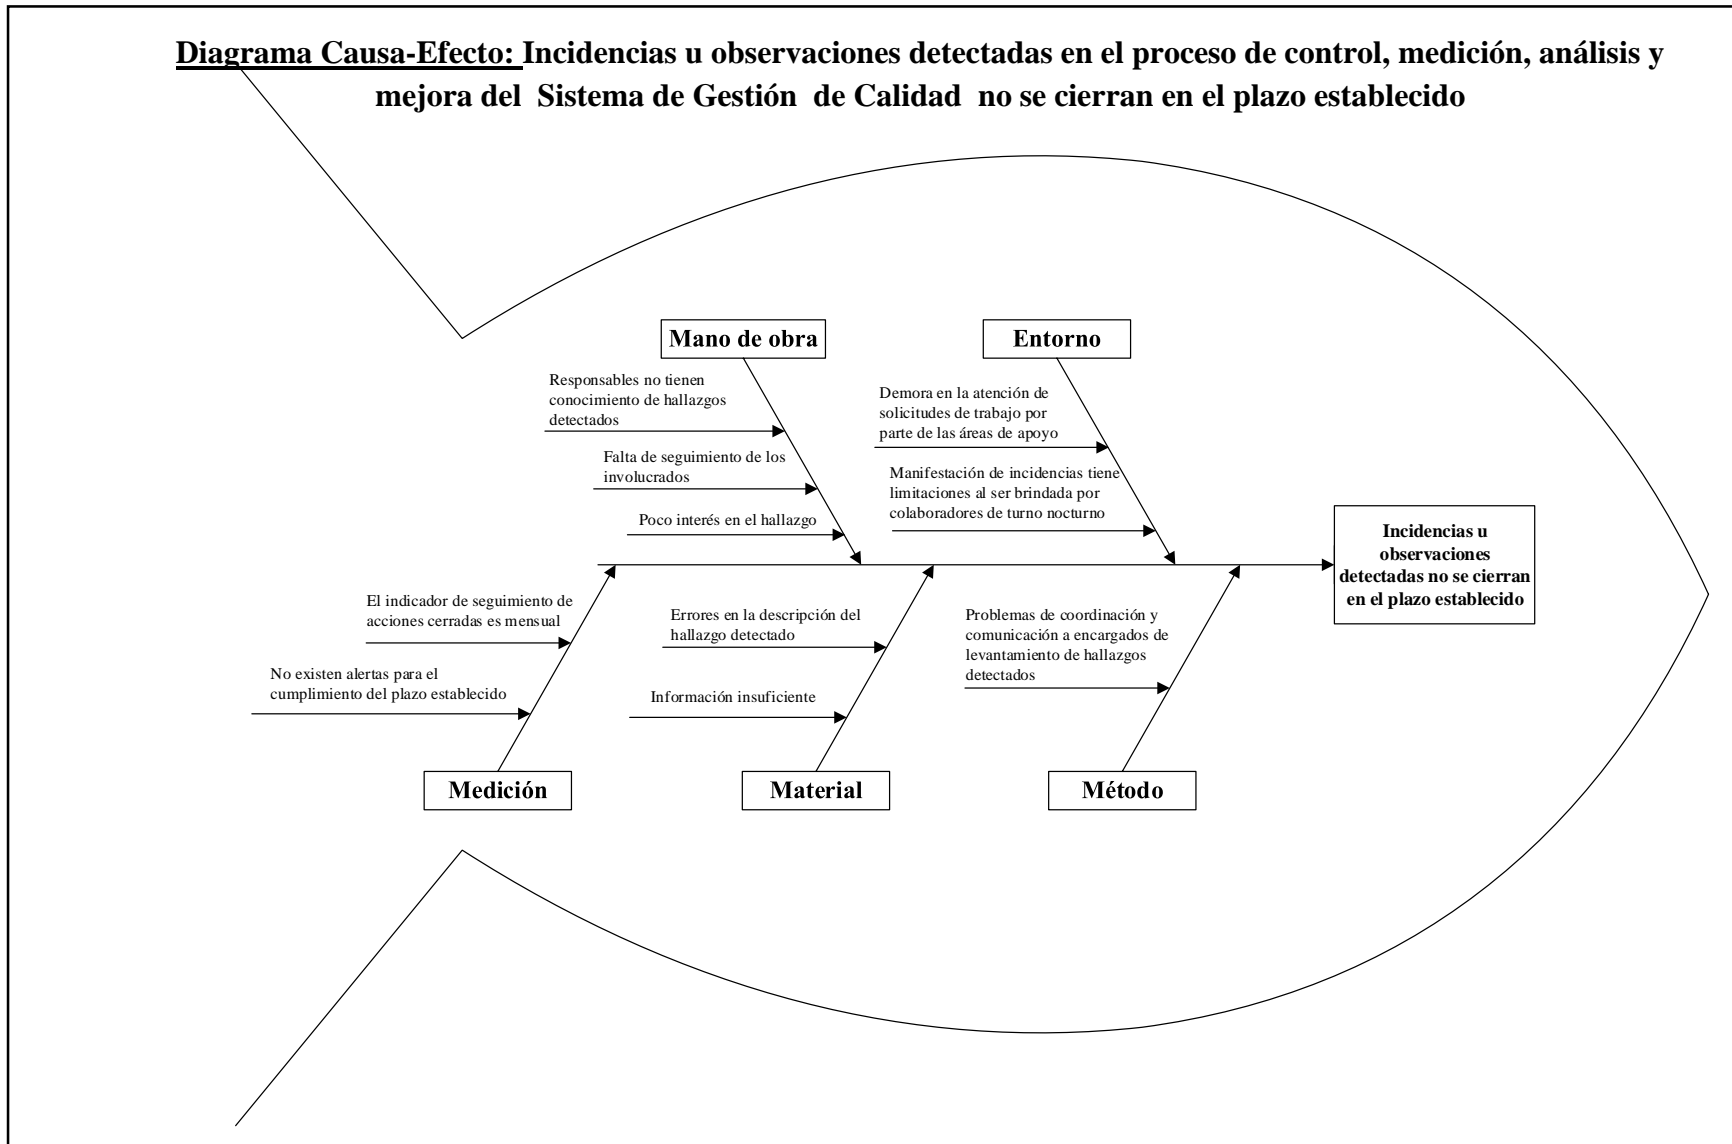 Diagrama Causa-Efecto: Incidencias u observaciones detectadas en el proceso de control, medición, análisis y
mejora del Sistema de Gestión de Calidad no se cierran en el plazo establecido
Mano de obra
Responsables no tienen
conocimiento de hallazgos
detectados
Falta de seguimiento de los
involucrados
Poco interés en el hallazgo
Entorno
Demora en la atención de
solicitudes de trabajo por
parte de las áreas de apoyo
Manifestación de incidencias tiene
limitaciones al ser brindada por
colaboradores de turno nocturno
Incidencias u
observaciones
detectadas no se cierran
en el plazo establecido
El indicador de seguimiento de
acciones cerradas es mensual
No existen alertas para el
cumplimiento del plazo establecido
Medición
Errores en la descripción del
hallazgo detectado
Información insuficiente
Material
Problemas de coordinación y
comunicación a encargados de
levantamiento de hallazgos
detectados
Método